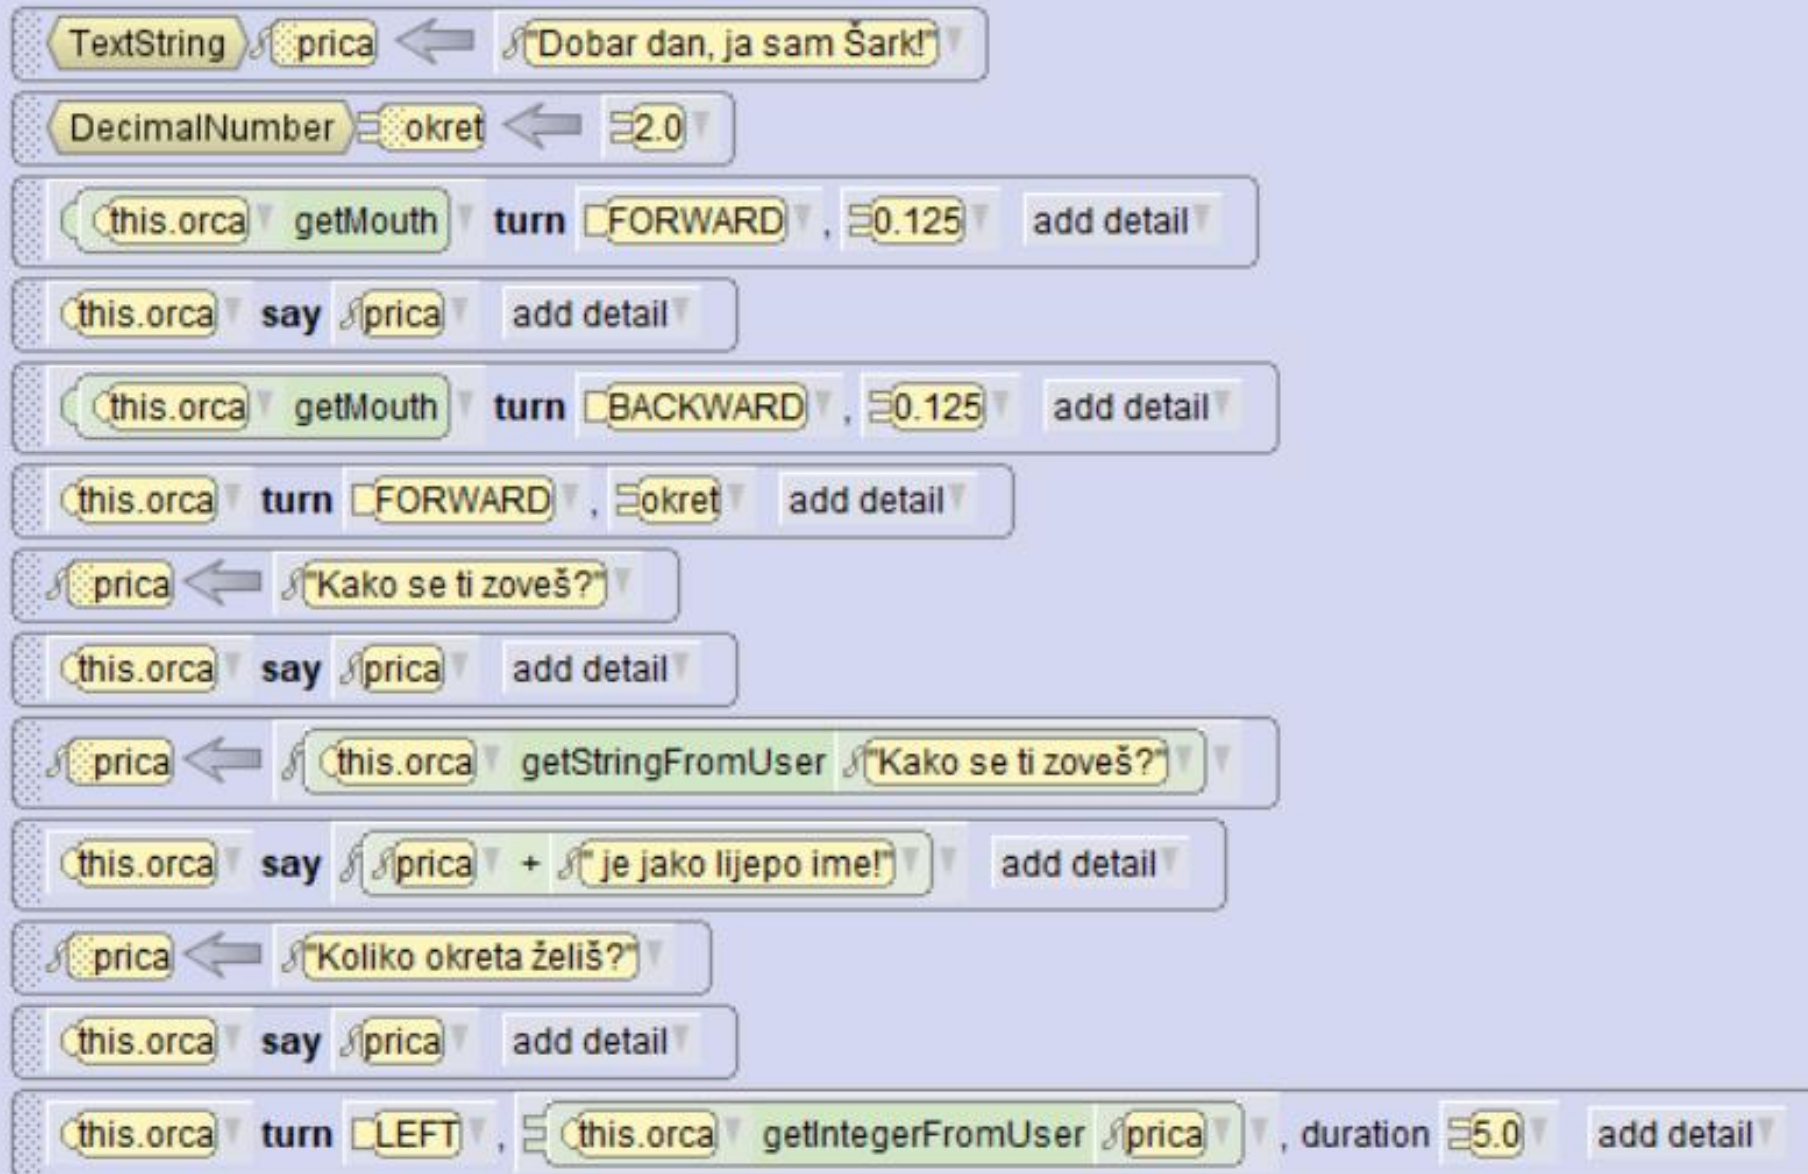 TextString prica "Dobar dan, ja sam Šark!"
DecimalNumber okret 2.0
this.orca getMouth turn FORWARD , 0.125 add detail
this.orca say prica add detail
this.orca getMouth turn BACKWARD , 0.125 add detail
this.orca turn FORWARD , okret add detail
prica "Kako se ti zoveš?"
this.orca say prica add detail
prica this.orca getStringFromUser "Kako se ti zoveš?"
this.orca say prica + " je jako lijepo ime!" add detail
prica "Koliko okreta želiš?"
this.orca say prica add detail
this.orca turn LEFT , this.orca getIntegerFromUser prica , duration 5.0 add detail